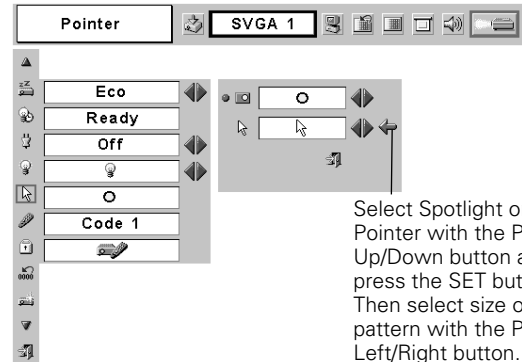 Pointer
SVGA 1
Eco
Ready
Off
Code 1
Select Spotlight o
Pointer with the P
Up/Down button a
press the SET but
Then select size o
pattern with the P
Left/Right button.